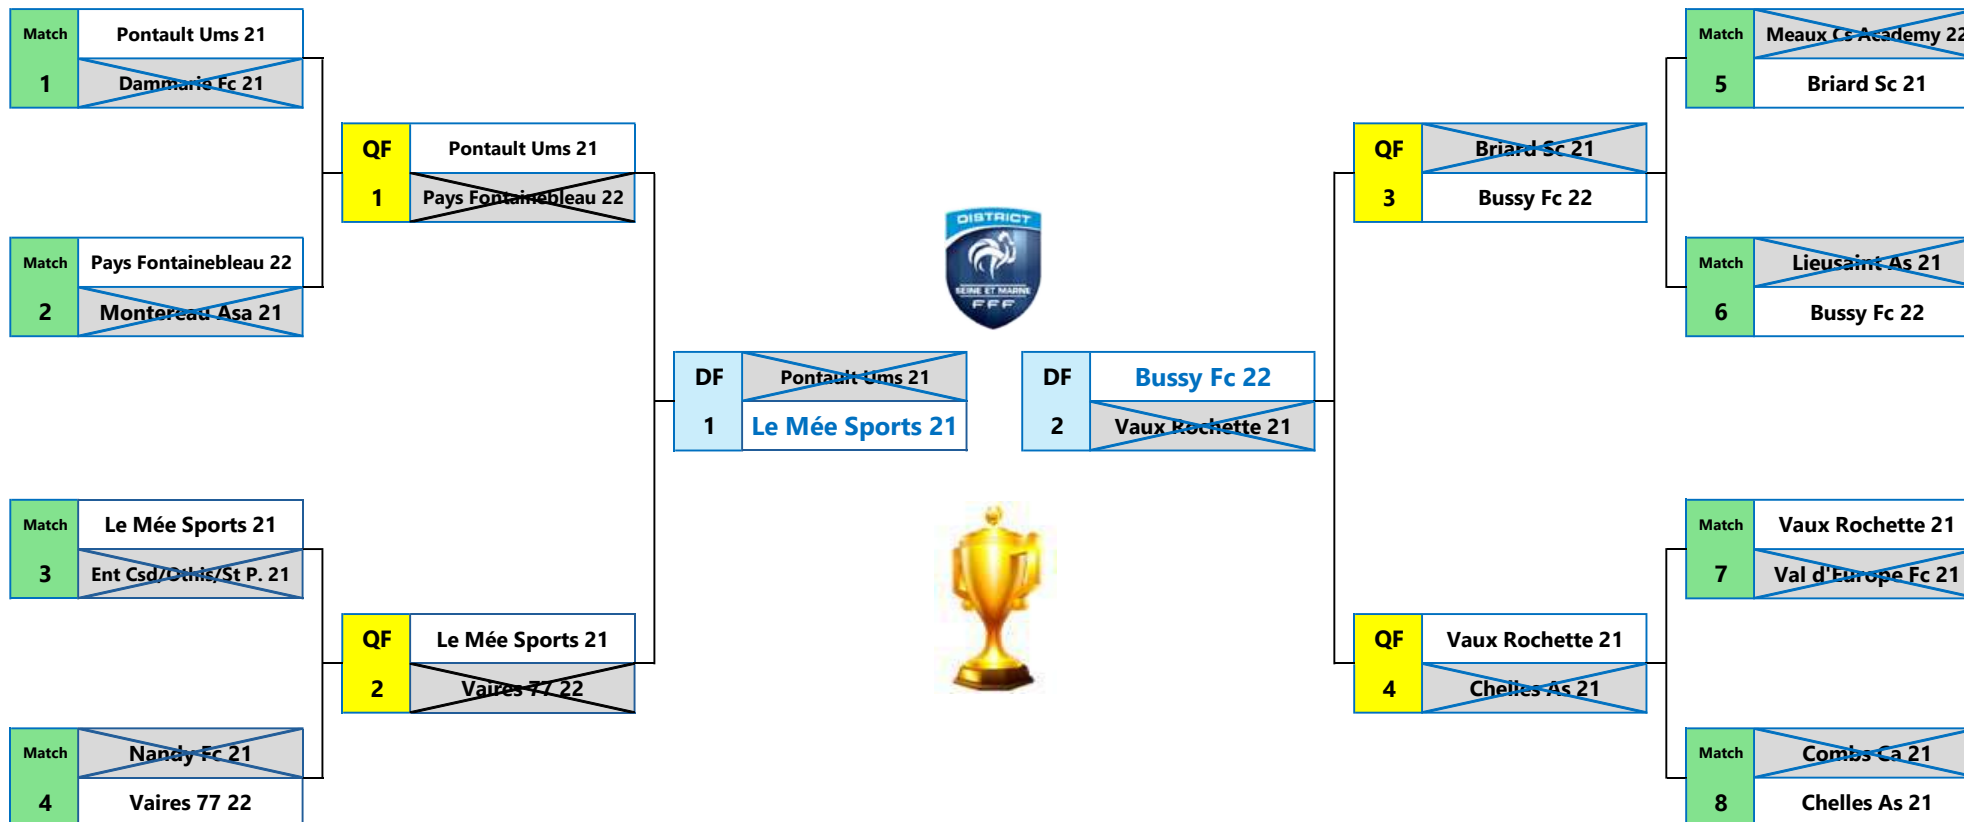 Match 1
Pontault Ums 21
Dammarie Fc 21
Match 2
Pays Fontainebleau 22
Montereau Asa 21
Match 3
Le Mée Sports 21
Ent Csd/Othis/St P. 21
Match 4
Nandy Fc 21
Vaires 77 22
QF 1
Pontault Ums 21
Pays Fontainebleau 22
QF 2
Le Mée Sports 21
Vaires 77 22
DF 1
Pontault Ums 21
Le Mée Sports 21
DISTRICT
SEINE ET MARNE
FFF
DF 2
Bussy Fc 22
Vaux Rochette 21
QF 3
Briard Sc 21
Bussy Fc 22
QF 4
Vaux Rochette 21
Chelles As 21
Match 5
Meaux Cs Academy 22
Briard Sc 21
Match 6
Lieusaint As 21
Bussy Fc 22
Match 7
Vaux Rochette 21
Val d'Europe Fc 21
Match 8
Combs Ca 21
Chelles As 21